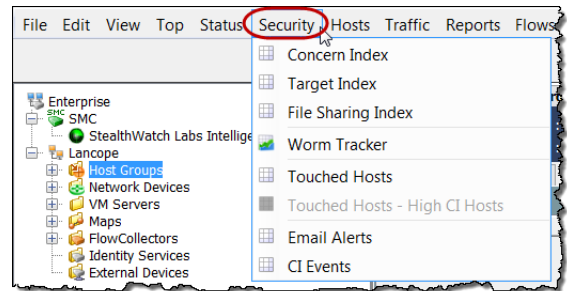 File Edit View Top Status Security Hosts Traffic Reports Flows
Concern Index
Target Index
File Sharing Index
Worm Tracker
Touched Hosts
Touched Hosts - High CI Hosts
Email Alerts
CI Events
Enterprise
SMC SMC
StealthWatch Labs Intellige
Lancope
Host Groups
Network Devices
VM Servers
Maps
FlowCollectors
Identity Services
External Devices